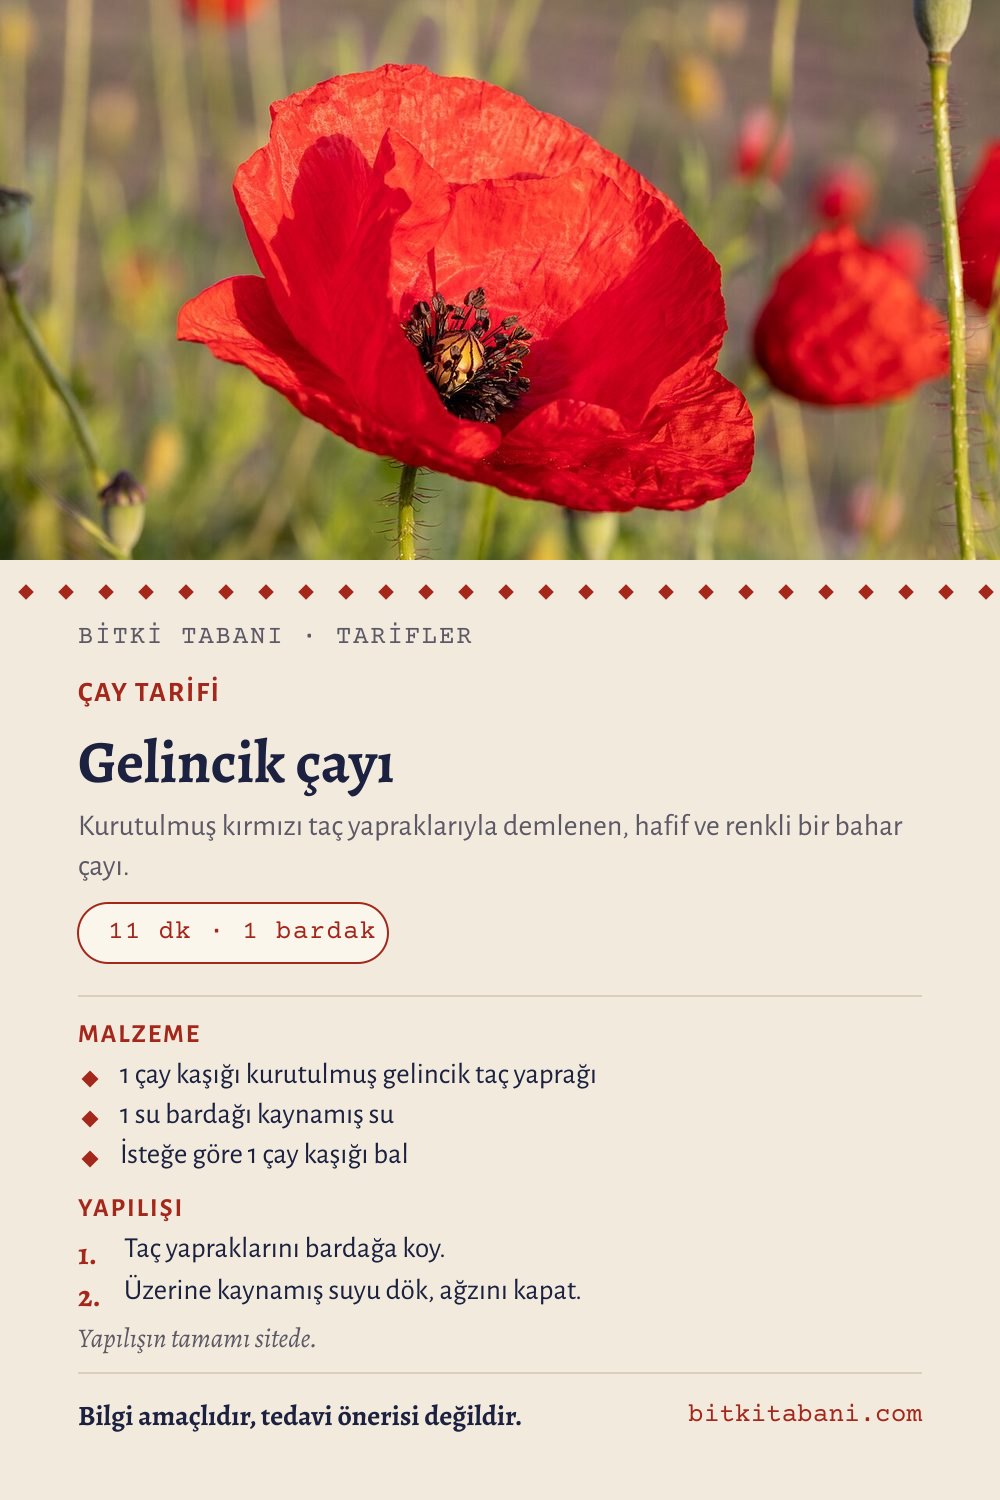 BİTKİ TABANI · TARİFLER
ÇAY TARİFİ
Gelincik çayı
Kurutulmuş kırmızı taç yapraklarıyla demlenen, hafif ve renkli bir bahar
çayı.
11 dk · 1 bardak
MALZEME
1 çay kaşığı kurutulmuş gelincik taç yaprağı
1 su bardağı kaynamış su
İsteğe göre 1 çay kaşığı bal
YAPILIŞI
1. Taç yapraklarını bardağa koy.
2. Üzerine kaynamış suyu dök, ağzını kapat.
Yapılışın tamamı sitede.
Bilgi amaçlıdır, tedavi önerisi değildir. bitkitabani.com